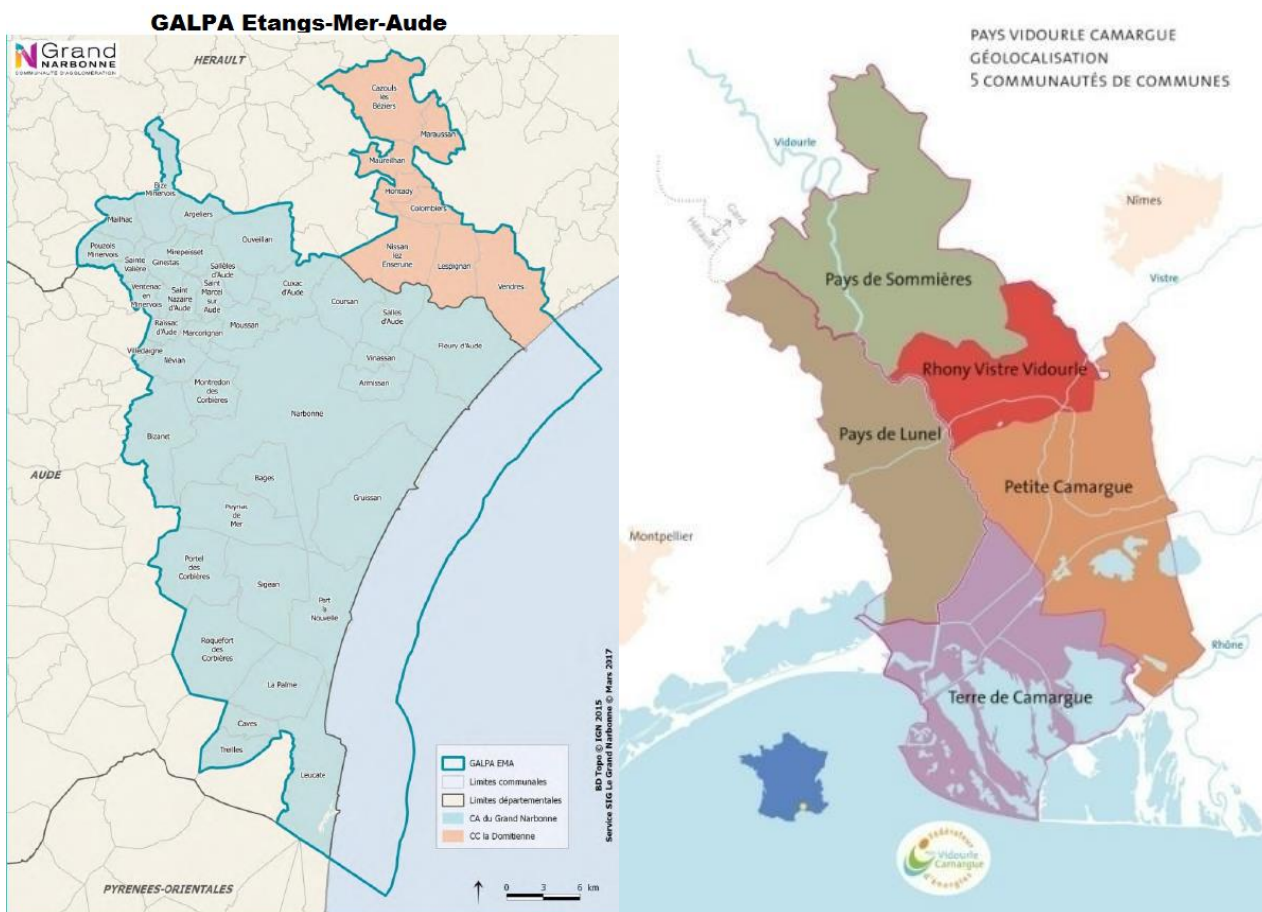 GALPA Etangs-Mer-Aude
Grand
NARBONNE
COMMUNAUTÉ D'AGGLOMÉRATION
HERAULT
Cazouls
lès
Béziers
Maraussan
Maureilhan
Montady
Colombiers
Nissan
lez
Enserune
Lespignan
Vendres
Bize
Minervois
Mailhac
Argeliers
Ouveillan
Pouzols
Minervois
Sainte
Valière
Mirepeisset
Ginestas
Sallèles
d'Aude
Saint
Marcel
sur
Aude
Cuxac
d'Aude
Coursan
Ventenac
en
Minervois
Saint
Nazaire
d'Aude
Salles
d'Aude
Fleury d'Aude
Raissac
d'Aude
Marcorignan
Moussan
Villedaigne
Névian
Vinassan
Armissan
Montredon
des
Corbières
Narbonne
Bizanet
AUDE
Bages
Gruissan
Peyriac
de
Mer
Portel
des
Corbières
Sigean
Port
la
Nouvelle
Roquefort
des
Corbières
La Palme
Caves
Treilles
Leucate
PYRENEES-ORIENTALES
GALPA EMA
Limites communales
Limites départementales
CA du Grand Narbonne
CC la Domitienne
0 3 6 km
BD Topo © IGN 2015
Service SIG Le Grand Narbonne © Mars 2017
PAYS VIDOURLE CAMARGUE
GÉOLOCALISATION
5 COMMUNAUTÉS DE COMMUNES
Vidourle
Gard
Hérault
Nîmes
Vistre
Pays de Sommières
Rhony Vistre Vidourle
Pays de Lunel
Petite Camargue
Montpellier
Rhône
Terre de Camargue
Fédérateur
Vidourle
Camargue
d'énergies